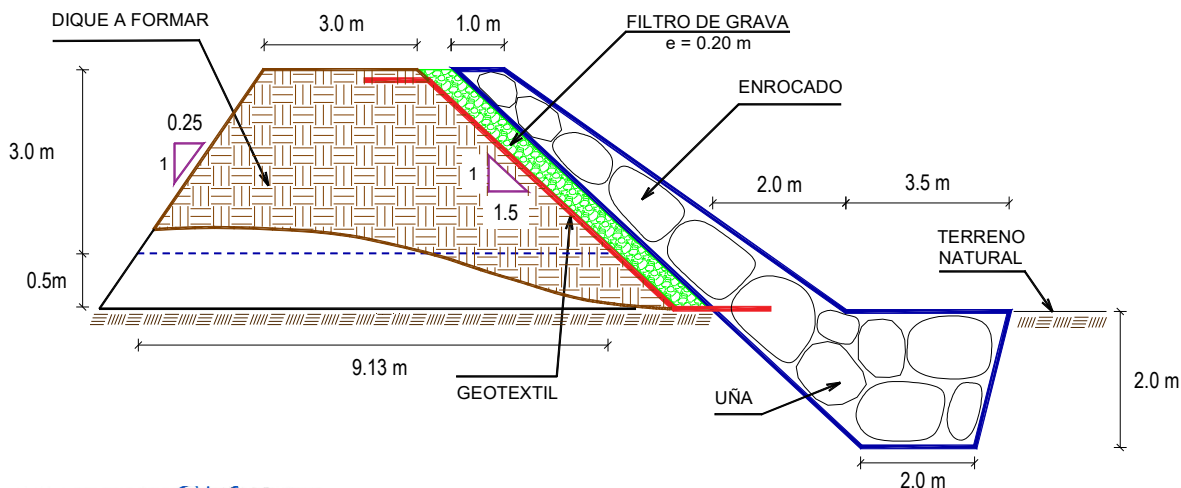 DIQUE A FORMAR
3.0 m
1.0 m
FILTRO DE GRAVA
e = 0.20 m
ENROCADO
0.25
1
3.0 m
1
1.5
2.0 m
3.5 m
TERRENO
NATURAL
0.5m
9.13 m
GEOTEXTIL
UÑA
2.0 m
2.0 m